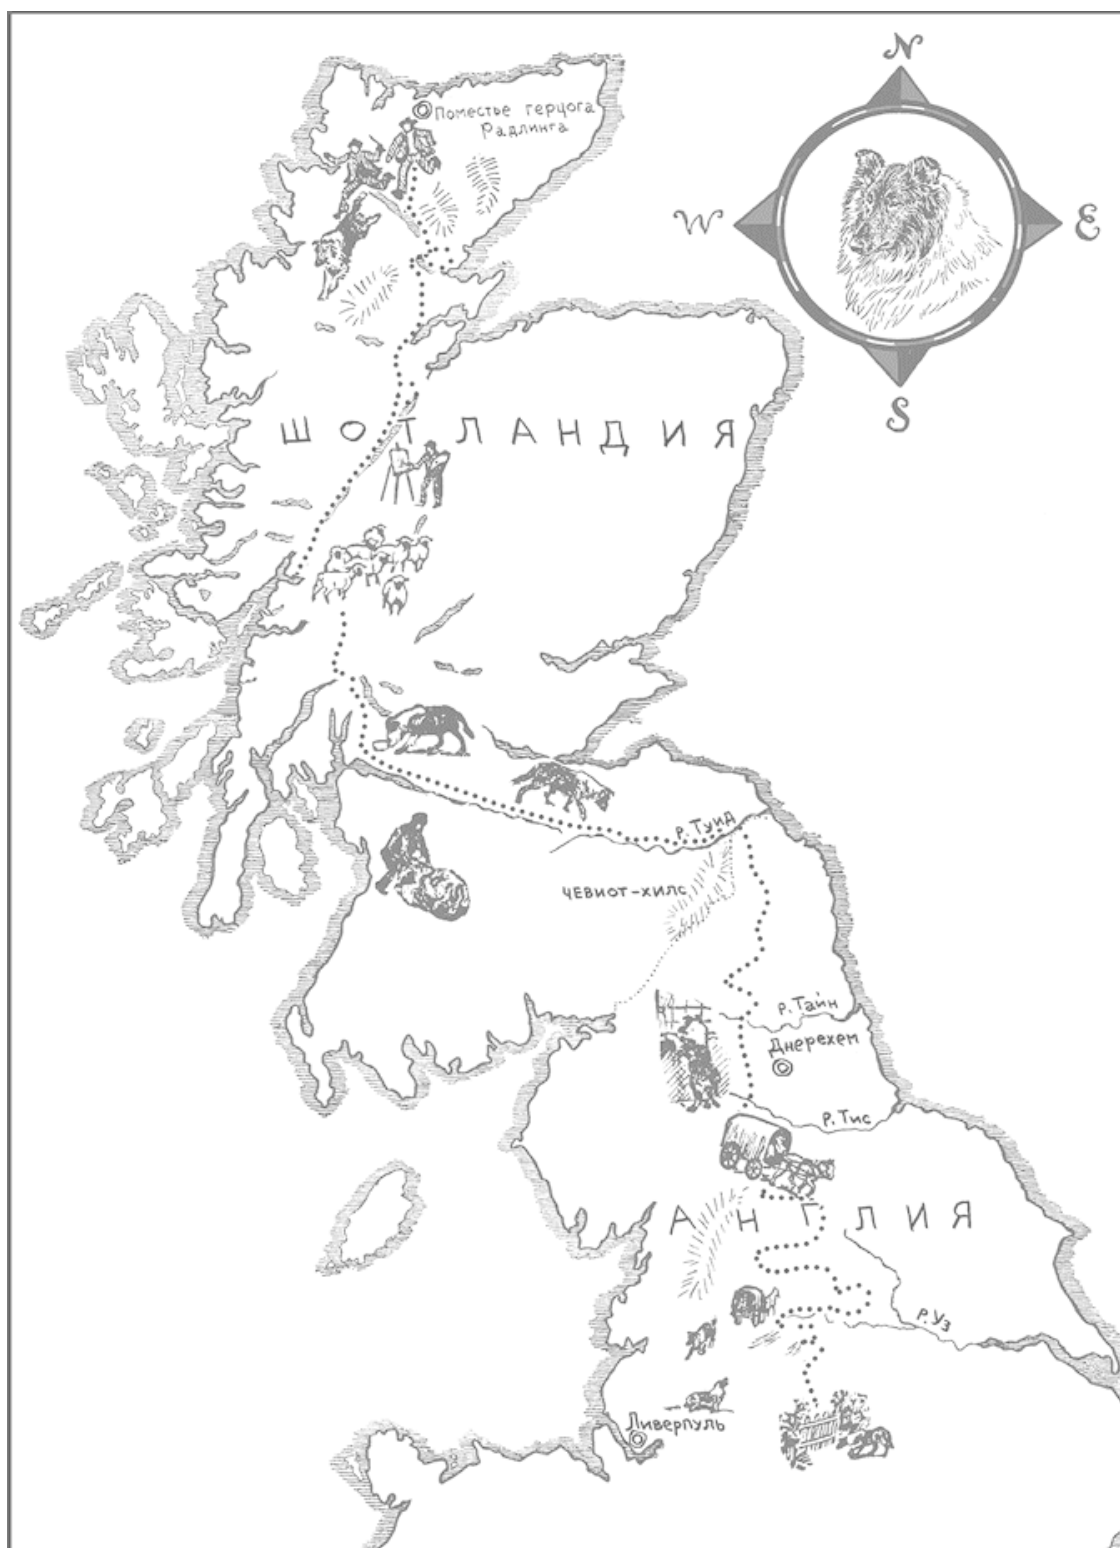 N
Поместье герцога
Радлинга
W
E
S
ШОТЛАНДИЯ
р. Туид
ЧЕВИОТ-ХИЛС
р. Тайн
Днерехем
р. Тис
АНГЛИЯ
р. Уз
Ливерпуль